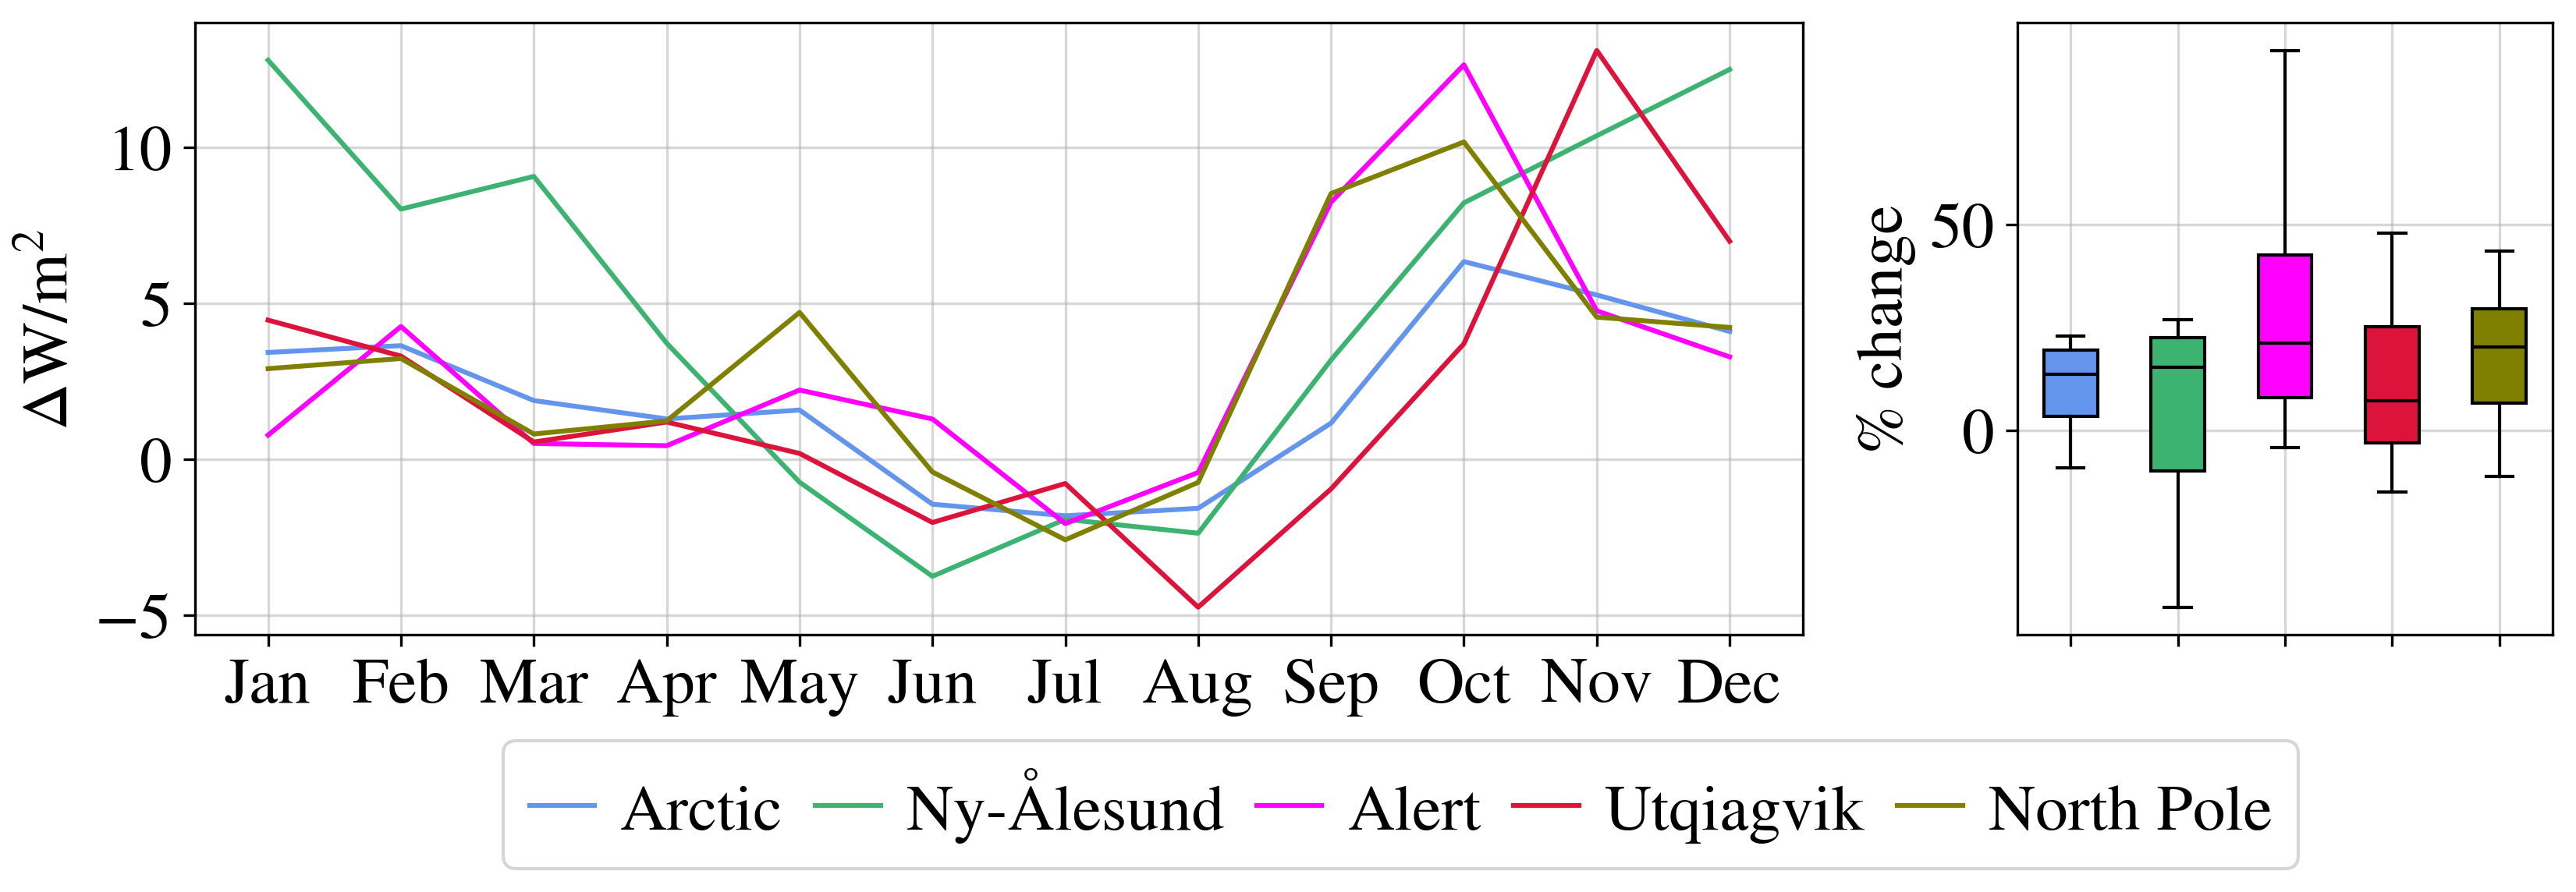 ΔW/m²
10
5
0
−5
Jan Feb Mar Apr May Jun Jul Aug Sep Oct Nov Dec
% change
50
0
Arctic Ny-Ålesund Alert Utqiagvik North Pole